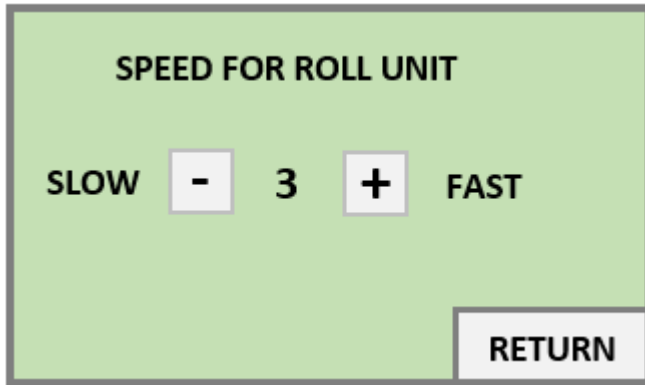 SPEED FOR ROLL UNIT
SLOW - 3 + FAST
RETURN